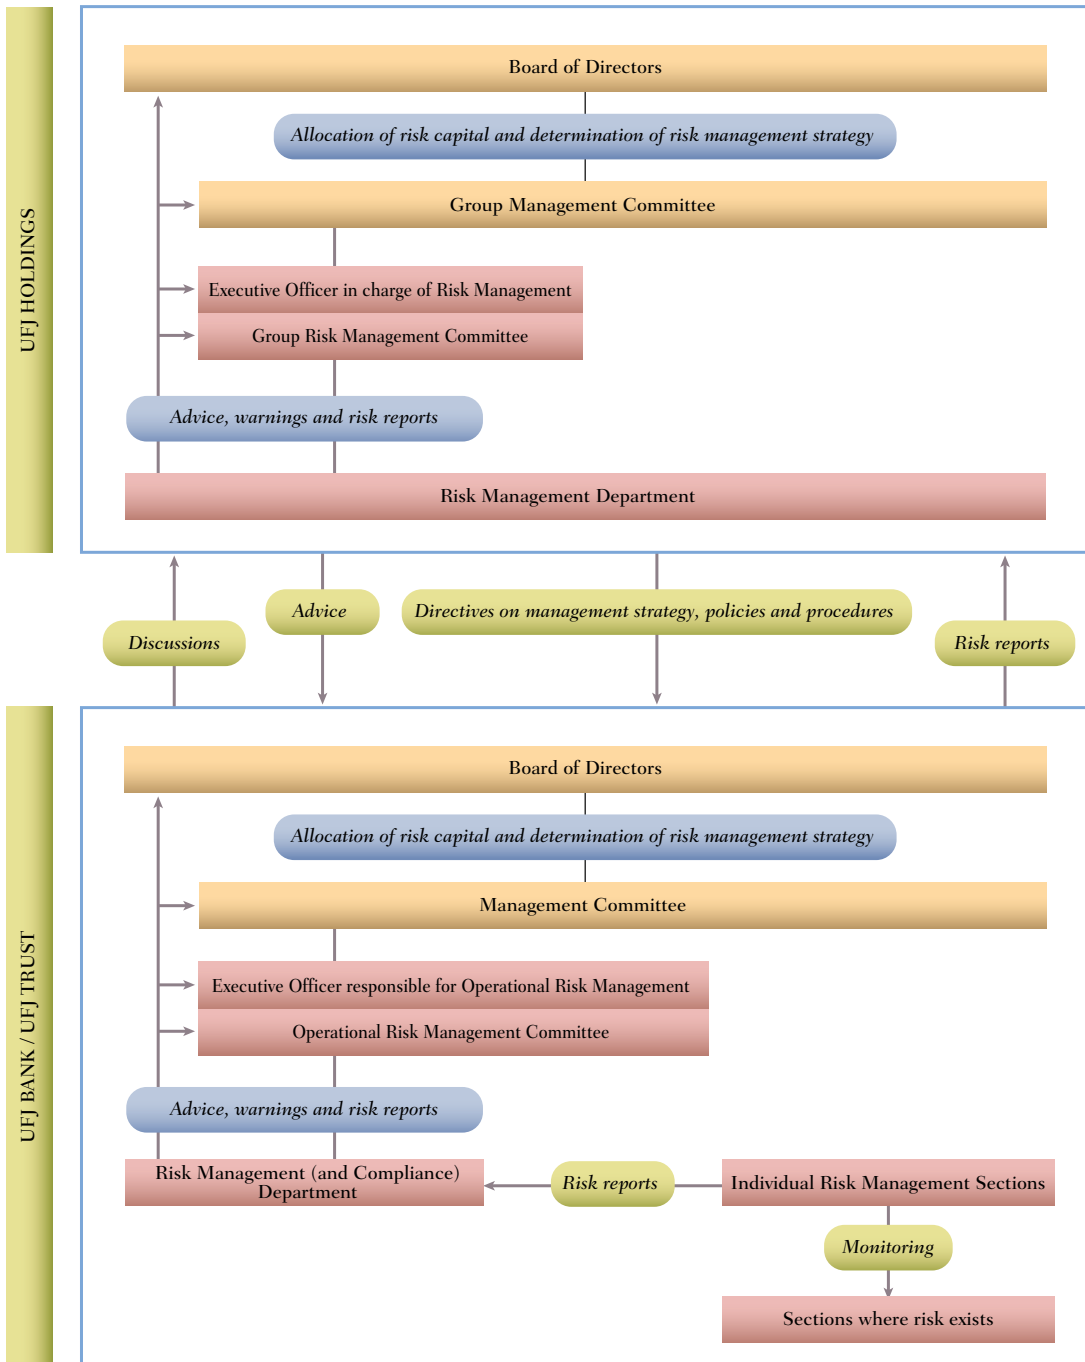 UFJ HOLDINGS
Board of Directors
Allocation of risk capital and determination of risk management strategy
Group Management Committee
Executive Officer in charge of Risk Management
Group Risk Management Committee
Advice, warnings and risk reports
Risk Management Department
Discussions
Advice
Directives on management strategy, policies and procedures
Risk reports
UFJ BANK / UFJ TRUST
Board of Directors
Allocation of risk capital and determination of risk management strategy
Management Committee
Executive Officer responsible for Operational Risk Management
Operational Risk Management Committee
Advice, warnings and risk reports
Risk Management (and Compliance)
Department
Risk reports
Individual Risk Management Sections
Monitoring
Sections where risk exists